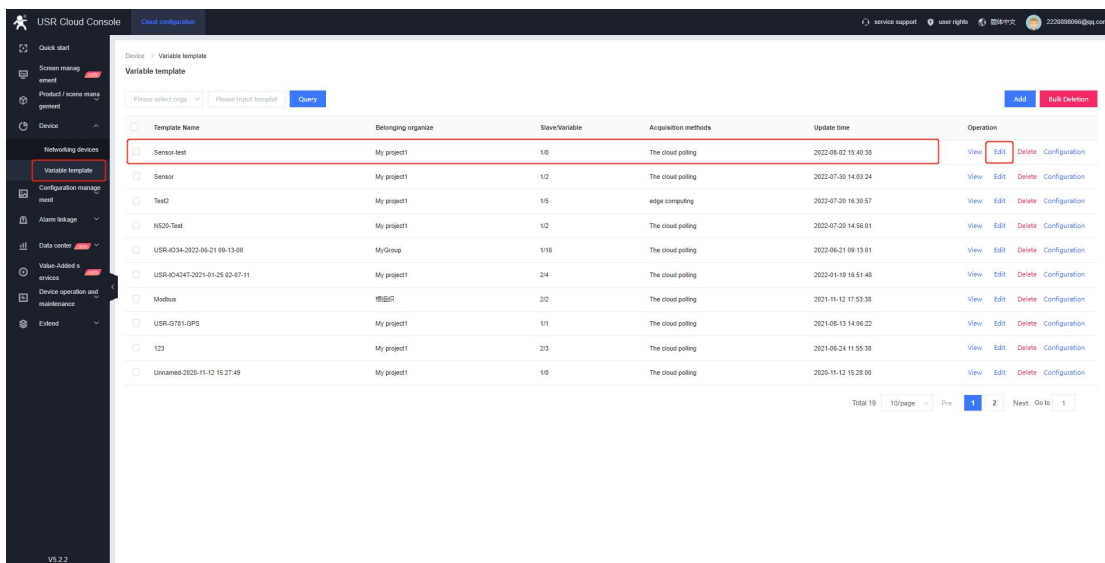 USR Cloud Console
Cloud configuration
service support
user rights
简体中文
2220898066@qq.com
Quick start
Screen manag
ement
Product / scene mana
gement
Device
Networking devices
Variable template
Configuration manage
ment
Alarm linkage
Data center
Value-Added s
ervices
Device operation and
maintenance
Extend
V5.2.2
Device > Variable template
Variable template
Please select orga
Please Input templat
Query
Add
Bulk Deletion
Template Name Belonging organize Slave/Variable Acquisition methods Update time Operation
Sensor-test My project1 1/0 The cloud polling 2022-08-02 15:40:38 View Edit Delete Configuration
Sensor My project1 1/2 The cloud polling 2022-07-30 14:03:24 View Edit Delete Configuration
Test2 My project1 1/5 edge computing 2022-07-20 16:30:57 View Edit Delete Configuration
N520-Test My project1 1/2 The cloud polling 2022-07-20 14:56:01 View Edit Delete Configuration
USR-IO34-2022-06-21 09-13-00 MyGroup 1/16 The cloud polling 2022-06-21 09:13:01 View Edit Delete Configuration
USR-IO424T-2021-01-25 02-07-11 My project1 2/4 The cloud polling 2022-01-19 16:51:48 View Edit Delete Configuration
Modbus 根组织 2/2 The cloud polling 2021-11-12 17:53:38 View Edit Delete Configuration
USR-G781-GPS My project1 1/1 The cloud polling 2021-08-13 14:06:22 View Edit Delete Configuration
123 My project1 2/3 The cloud polling 2021-06-24 11:55:38 View Edit Delete Configuration
Unnamed-2020-11-12 15:27:49 My project1 1/0 The cloud polling 2020-11-12 15:28:00 View Edit Delete Configuration
Total 19 10/page Pre 1 2 Next Go to 1